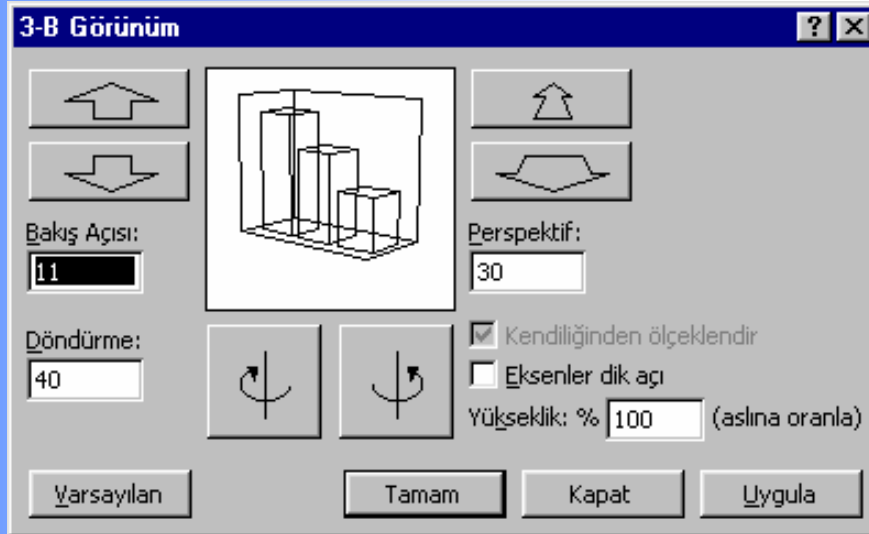 3-B Görünüm
Bakış Açısı:
11
Perspektif:
30
Döndürme:
40
Kendiliğinden ölçeklendir
Eksenler dik açı
Yükseklik: % 100 (aslına oranla)
Varsayılan Tamam Kapat Uygula